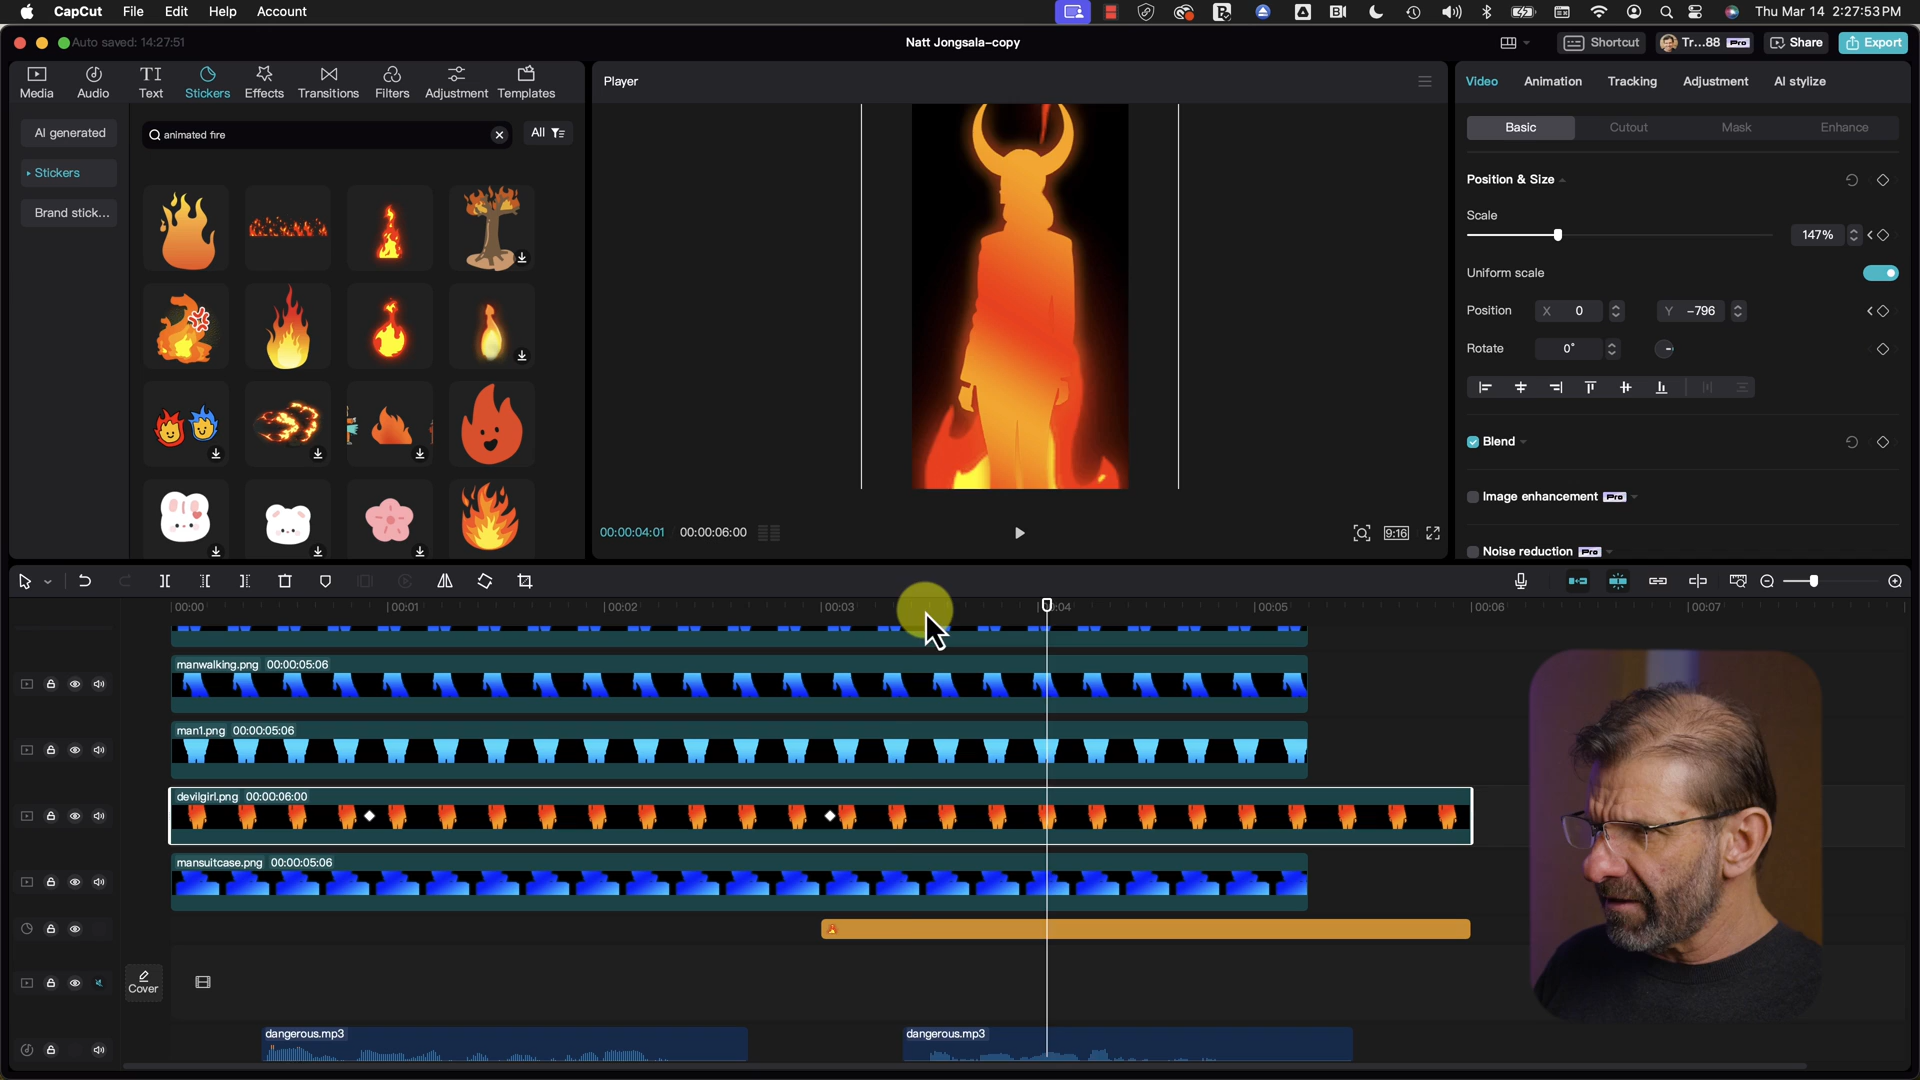 CapCut File Edit Help Account
Thu Mar 14 2:27:53 PM
Auto saved: 14:27:51
Natt Jongsala-copy
Shortcut
Tr...88 Pro
Share
Export
Media Audio Text Stickers Effects Transitions Filters Adjustment Templates
AI generated
Stickers
Brand stick...
animated fire
All
Player
00:00:04:01 00:00:06:00
9:16
Video Animation Tracking Adjustment AI stylize
Basic Cutout Mask Enhance
Position & Size
Scale
147%
Uniform scale
Position X 0 Y -796
Rotate 0°
Blend
Image enhancement Pro
Noise reduction Pro
00:00 00:01 00:02 00:03 00:04 00:05 00:06 00:07
manwalking.png 00:00:05:06
man1.png 00:00:05:06
devilgirl.png 00:00:06:00
mansuitcase.png 00:00:05:06
Cover
dangerous.mp3 dangerous.mp3